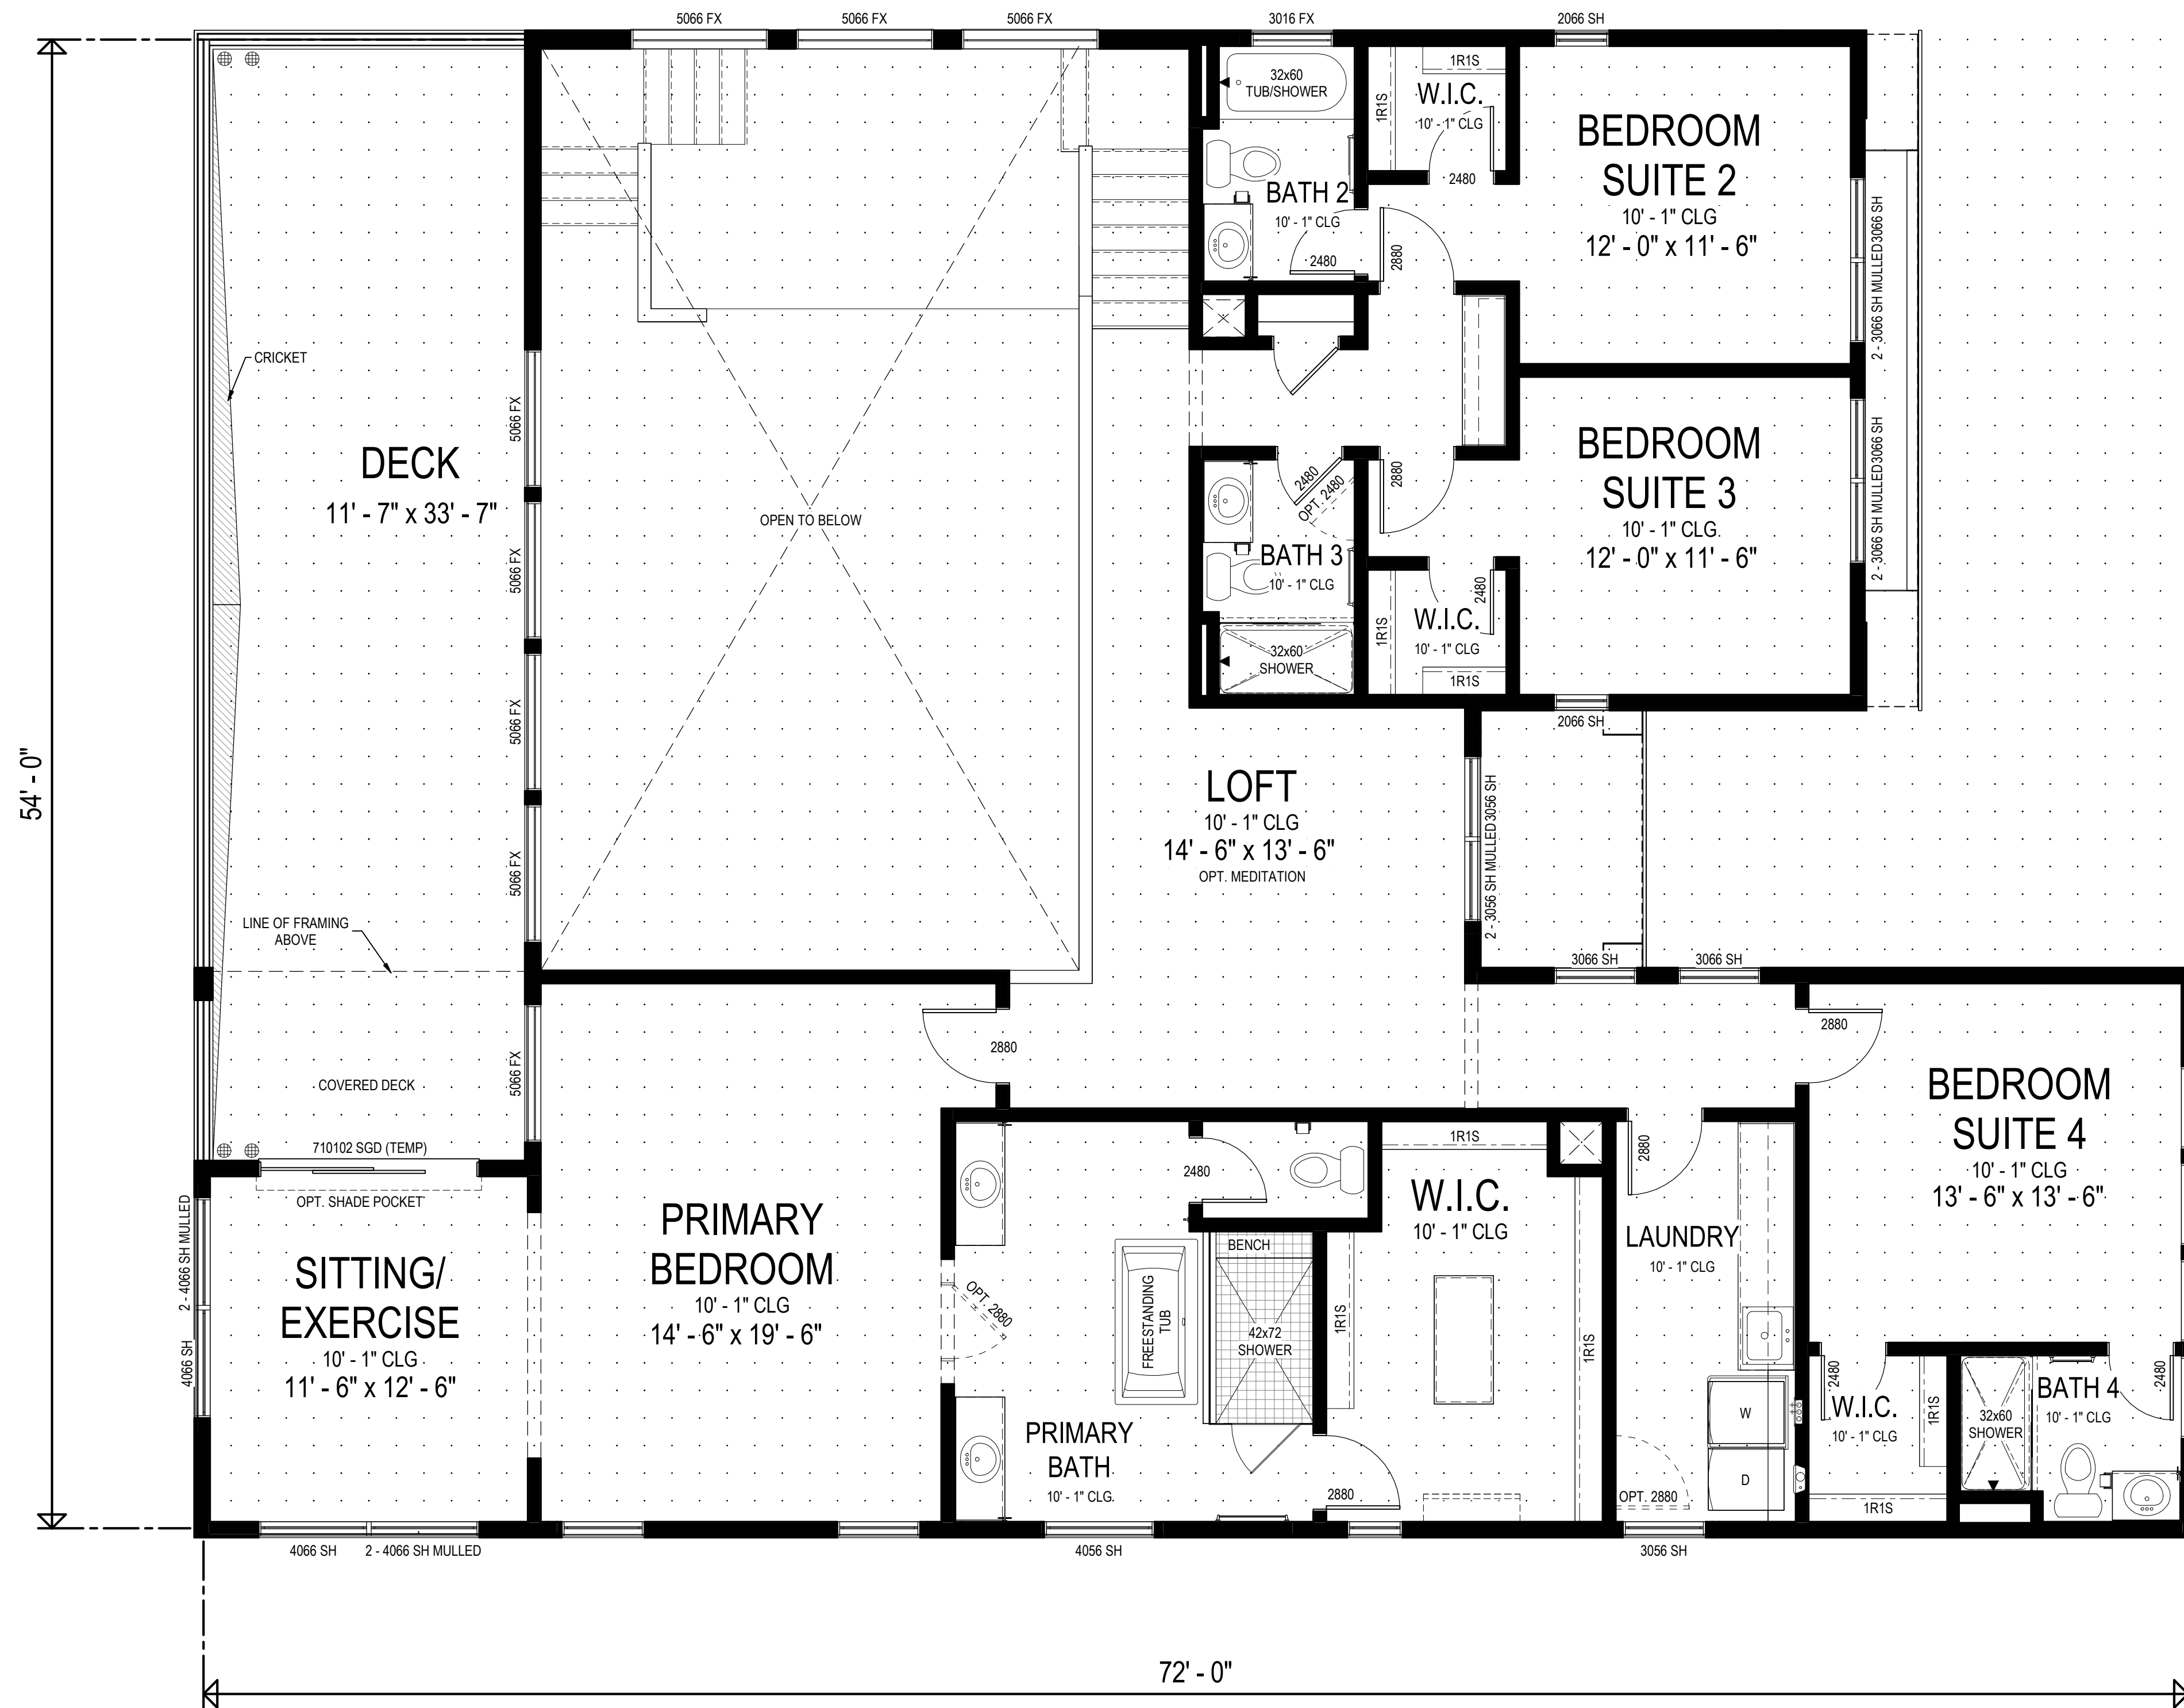 5066 FX
5066 FX
5066 FX
3016 FX
2066 SH
32x60
TUB/SHOWER
1R1S
1R1S
W.I.C.
10' - 1" CLG
2480
BATH 2
10' - 1" CLG
2480
2880
BEDROOM
SUITE 2
10' - 1" CLG
12' - 0" x 11' - 6"
2 - 3066 SH MULLED 3066 SH
CRICKET
DECK
11' - 7" x 33' - 7"
5066 FX
5066 FX
5066 FX
5066 FX
5066 FX
OPEN TO BELOW
BEDROOM
SUITE 3
10' - 1" CLG
12' - 0" x 11' - 6"
2 - 3066 SH MULLED 3066 SH
2480
OPT. 2480
2880
BATH 3
10' - 1" CLG
2480
W.I.C.
10' - 1" CLG
1R1S
1R1S
32x60
SHOWER
2066 SH
54' - 0"
LOFT
10' - 1" CLG
14' - 6" x 13' - 6"
OPT. MEDITATION
2 - 3056 SH MULLED 3056 SH
3066 SH
3066 SH
LINE OF FRAMING
ABOVE
COVERED DECK
710102 SGD (TEMP)
OPT. SHADE POCKET
2880
2880
BEDROOM
SUITE 4
10' - 1" CLG
13' - 6" x 13' - 6"
2 - 4066 SH MULLED
4066 SH
SITTING/
EXERCISE
10' - 1" CLG
11' - 6" x 12' - 6"
PRIMARY
BEDROOM
10' - 1" CLG
14' - 6" x 19' - 6"
OPT. 2880
2480
FREESTANDING
TUB
BENCH
42x72
SHOWER
PRIMARY
BATH
10' - 1" CLG
2880
1R1S
W.I.C.
10' - 1" CLG
1R1S
1R1S
2880
LAUNDRY
10' - 1" CLG
W
D
OPT. 2880
2480
W.I.C.
10' - 1" CLG
1R1S
1R1S
32x60
SHOWER
BATH 4
10' - 1" CLG
2480
4066 SH
2 - 4066 SH MULLED
4056 SH
3056 SH
72' - 0"